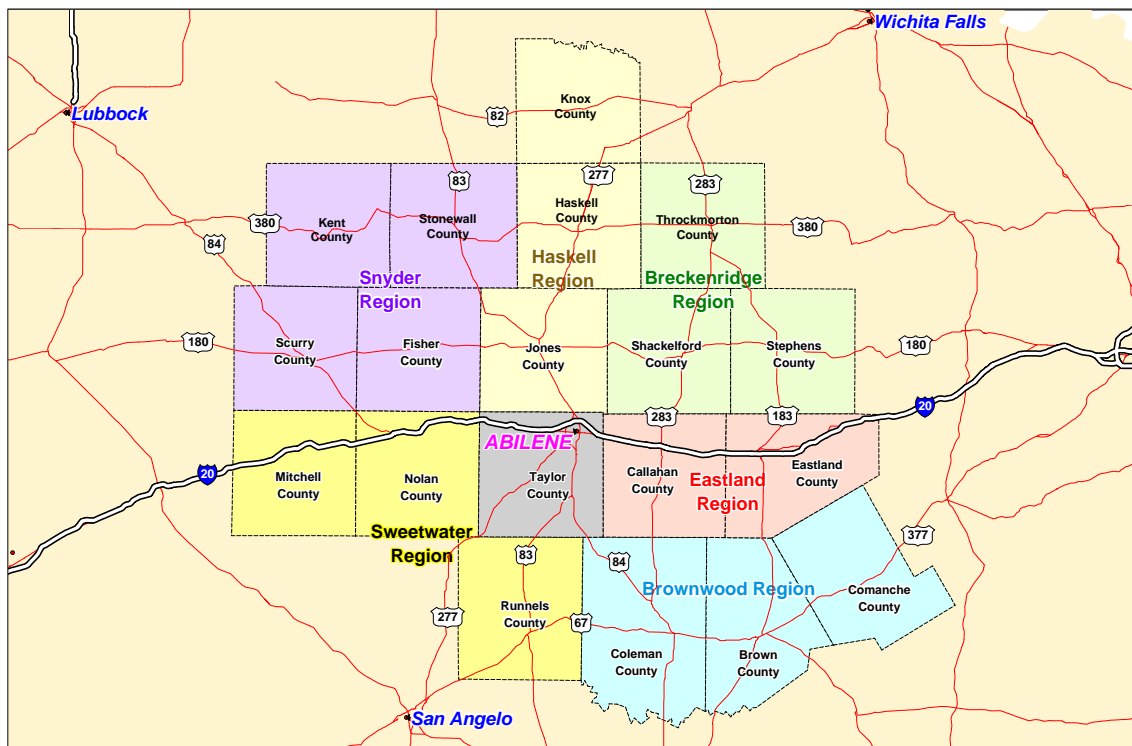 Wichita Falls
Lubbock
Knox
County
82
277
83
283
Haskell
County
Kent
County
Stonewall
County
Throckmorton
County
380
380
84
Haskell
Region
Snyder
Region
Breckenridge
Region
180
Scurry
County
Fisher
County
Jones
County
Shackelford
County
Stephens
County
180
20
283
183
ABILENE
20
Mitchell
County
Nolan
County
Taylor
County
Callahan
County
Eastland
Region
Eastland
County
Sweetwater
Region
83
84
377
Brownwood Region
Comanche
County
277
Runnels
County
67
Coleman
County
Brown
County
San Angelo